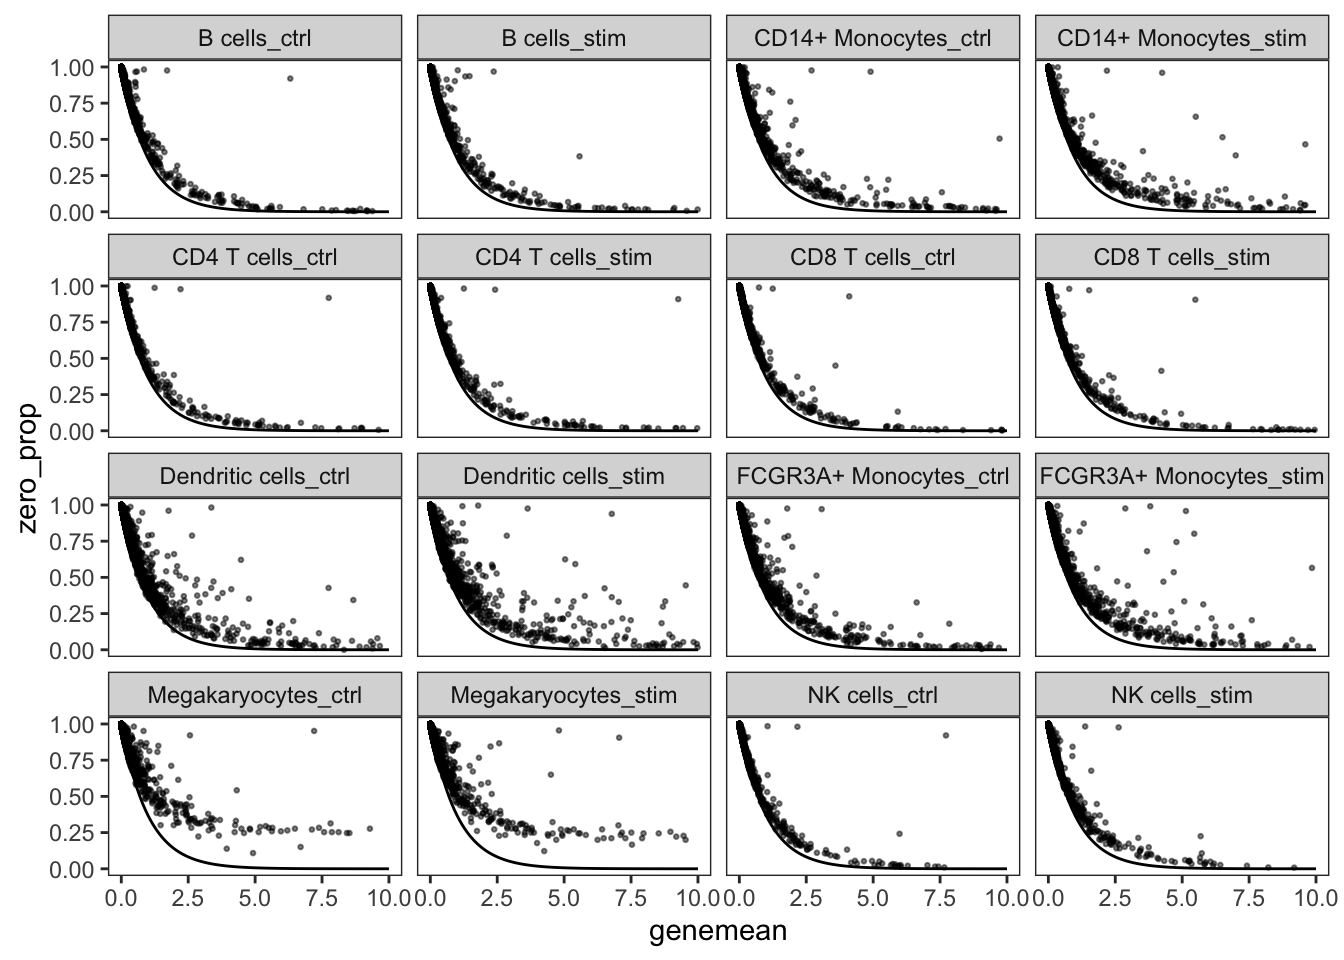 B cells_ctrl B cells_stim CD14+ Monocytes_ctrl CD14+ Monocytes_stim
1.00
0.75
0.50
0.25
0.00
CD4 T cells_ctrl CD4 T cells_stim CD8 T cells_ctrl CD8 T cells_stim
1.00
0.75
0.50
0.25
0.00
zero_prop
Dendritic cells_ctrl Dendritic cells_stim FCGR3A+ Monocytes_ctrl FCGR3A+ Monocytes_stim
1.00
0.75
0.50
0.25
0.00
Megakaryocytes_ctrl Megakaryocytes_stim NK cells_ctrl NK cells_stim
1.00
0.75
0.50
0.25
0.00
0.0 2.5 5.0 7.5 10.0 0.0 2.5 5.0 7.5 10.0 0.0 2.5 5.0 7.5 10.0 0.0 2.5 5.0 7.5 10.0
genemean